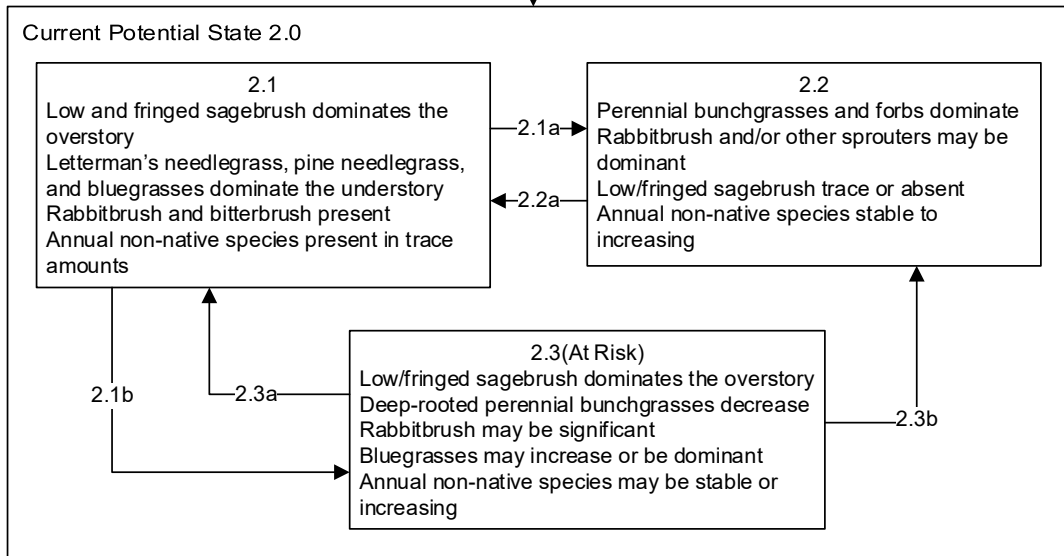 Current Potential State 2.0
2.1
Low and fringed sagebrush dominates the
overstory
Letterman’s needlegrass, pine needlegrass,
and bluegrasses dominate the understory
Rabbitbrush and bitterbrush present
Annual non-native species present in trace
amounts
2.1a
2.2a
2.2
Perennial bunchgrasses and forbs dominate
Rabbitbrush and/or other sprouters may be
dominant
Low/fringed sagebrush trace or absent
Annual non-native species stable to
increasing
2.1b
2.3a
2.3(At Risk)
Low/fringed sagebrush dominates the overstory
Deep-rooted perennial bunchgrasses decrease
Rabbitbrush may be significant
Bluegrasses may increase or be dominant
Annual non-native species may be stable or
increasing
2.3b